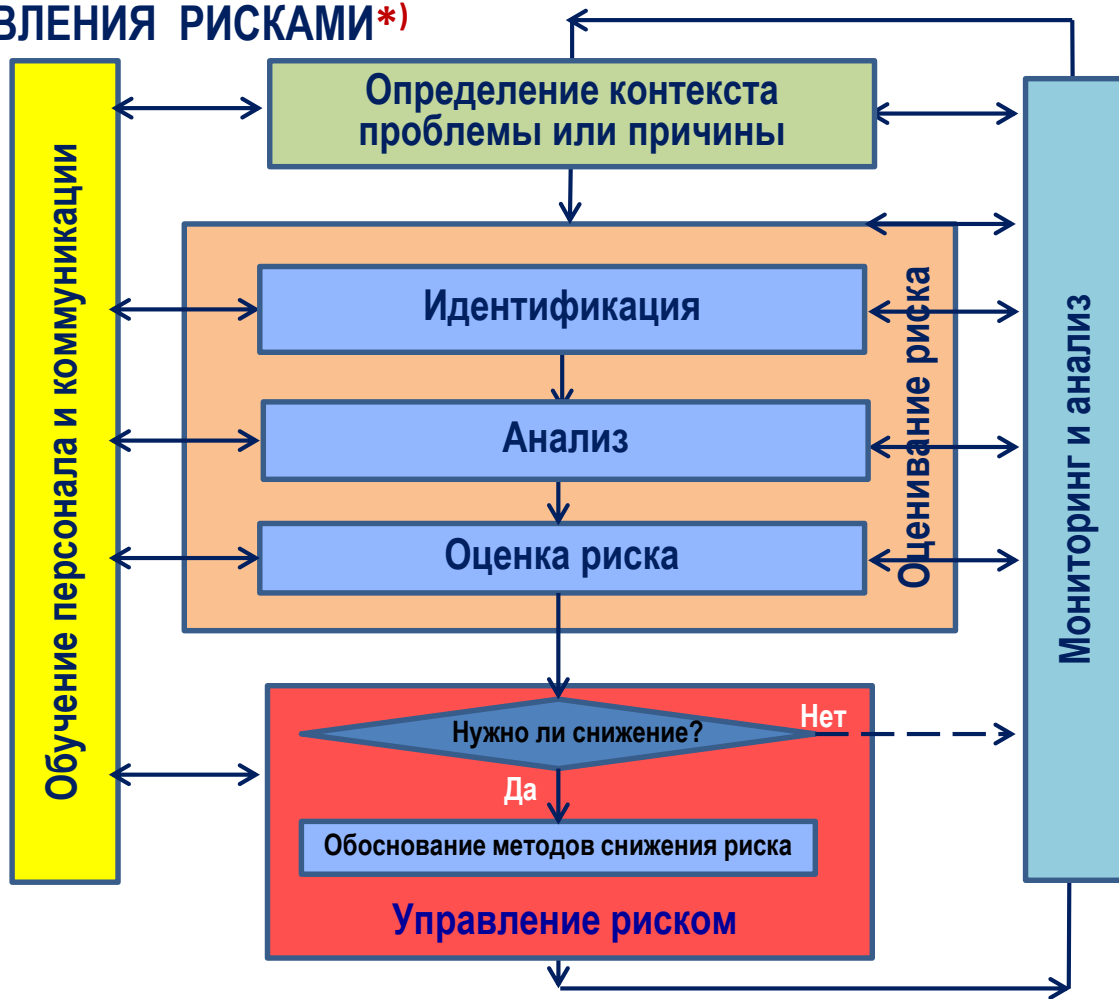 ВЛЕНИЯ РИСКАМИ*)
Определение контекста
проблемы или причины
Обучение персонала и коммуникации
Идентификация
Анализ
Оценка риска
Оценивание риска
Мониторинг и анализ
Нужно ли снижение?
Нет
Да
Обоснование методов снижения риска
Управление риском